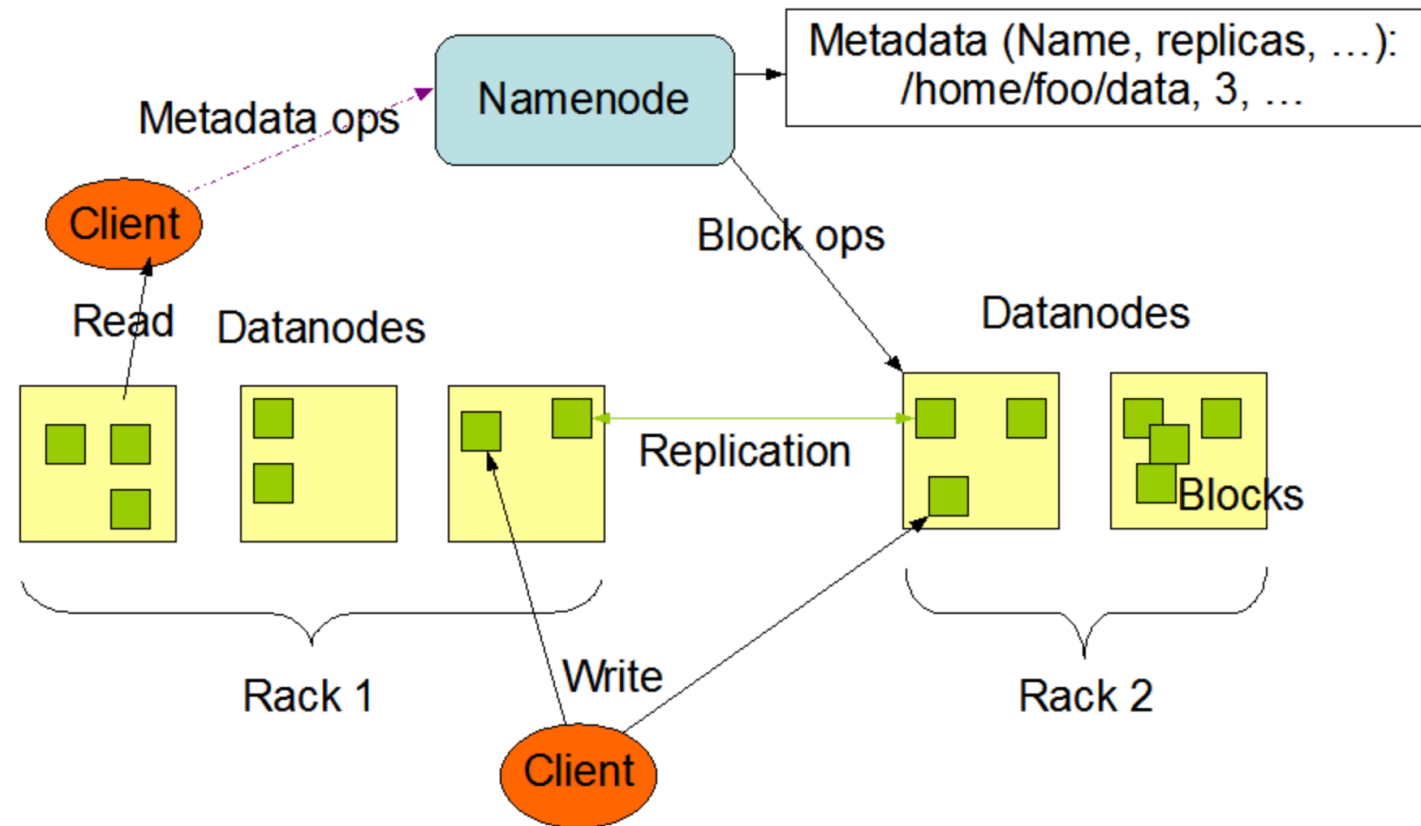 Metadata (Name, replicas, …):
/home/foo/data, 3, …
Namenode
Metadata ops
Client
Block ops
Read
Datanodes
Datanodes
Replication
Blocks
Rack 1
Write
Rack 2
Client